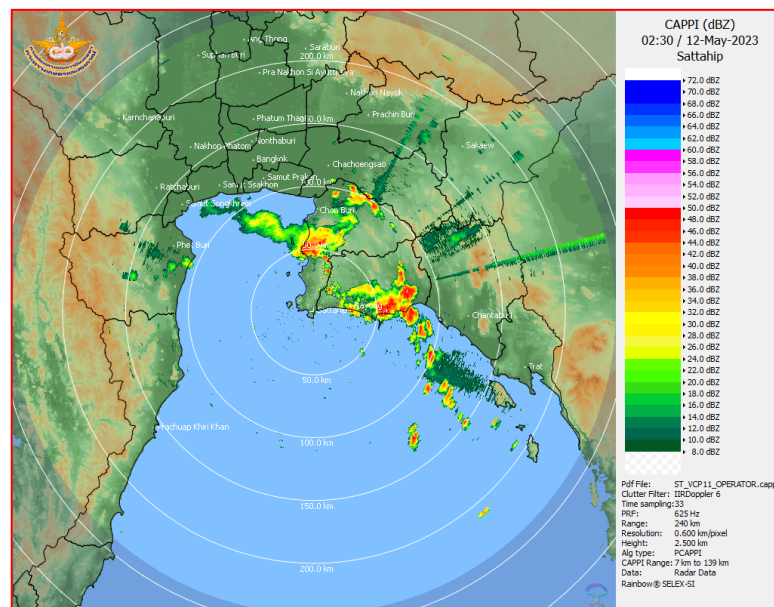 CAPPI (dBZ)
02:30 / 12-May-2023
Sattahip
72.0 dBZ
70.0 dBZ
68.0 dBZ
66.0 dBZ
64.0 dBZ
62.0 dBZ
60.0 dBZ
58.0 dBZ
56.0 dBZ
54.0 dBZ
52.0 dBZ
50.0 dBZ
48.0 dBZ
46.0 dBZ
44.0 dBZ
42.0 dBZ
40.0 dBZ
38.0 dBZ
36.0 dBZ
34.0 dBZ
32.0 dBZ
30.0 dBZ
28.0 dBZ
26.0 dBZ
24.0 dBZ
22.0 dBZ
20.0 dBZ
18.0 dBZ
16.0 dBZ
14.0 dBZ
12.0 dBZ
10.0 dBZ
8.0 dBZ
Pdf File: ST_VCP11_OPERATOR.capp
Clutter Filter: IIRDoppler 6
Time sampling:33
PRF: 625 Hz
Range: 240 km
Resolution: 0.600 km/pixel
Height: 2.500 km
Alg type: PCAPPI
CAPPI Range: 7 km to 139 km
Data: Radar Data
Rainbow® SELEX-SI
Ang Thong
Saraburi
Suphan Buri
200.0 km
Pra Nakhon Si Ayutthaya
Nakhon Nayok
Karnchanaburi
Phatum Thani
Prachin Buri
Nonthaburi
Nakhon Phatom
Sakaew
Bangkok
Chachoengsao
Samut Prakan
Ratchaburi
Samut Ssakhon
Samut Songkhram
Chon Buri
Phet Buri
Rayong
Sattahip
Chantaburi
Trat
50.0 km
Prachuap Khiri Khan
100.0 km
150.0 km
200.0 km